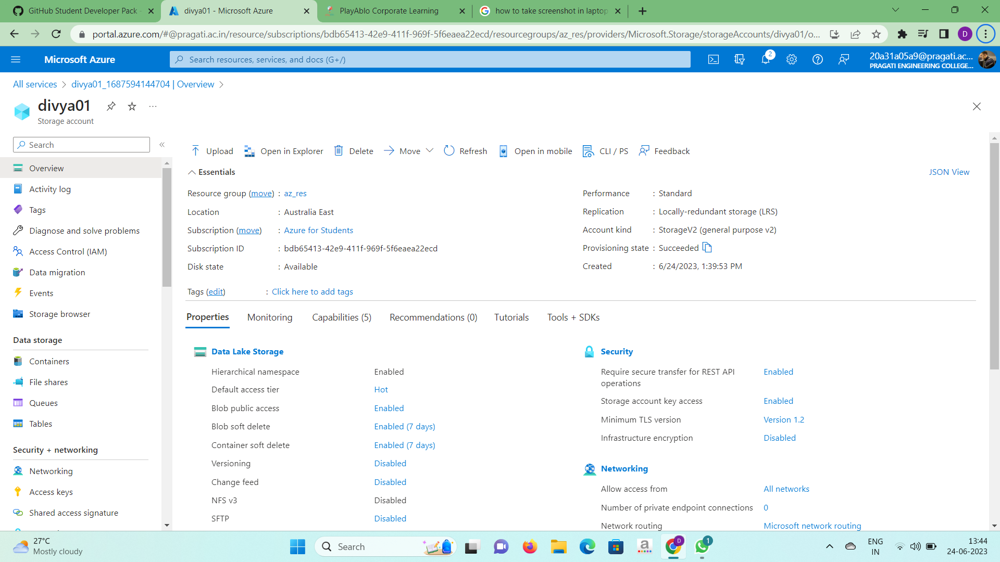 GitHub Student Developer Pack -
divya01 - Microsoft Azure
PlayAblo Corporate Learning
how to take screenshot in laptop
portal.azure.com/#@pragati.ac.in/resource/subscriptions/bdb65413-42e9-411f-969f-5f6eaea22ecd/resourcegroups/az_res/providers/Microsoft.Storage/storageAccounts/divya01/o...
D
Microsoft Azure
Search resources, services, and docs (G+/)
2
20a31a05a9@pragati.ac...
PRAGATI ENGINEERING COLLEGE...
All services > divya01_1687594144704 | Overview >
divya01
Storage account
Search
Overview
Activity log
Tags
Diagnose and solve problems
Access Control (IAM)
Data migration
Events
Storage browser
Data storage
Containers
File shares
Queues
Tables
Security + networking
Networking
Access keys
Shared access signature
Upload
Open in Explorer
Delete
Move
Refresh
Open in mobile
CLI / PS
Feedback
Essentials
JSON View
Resource group (move) : az_res
Location : Australia East
Subscription (move) : Azure for Students
Subscription ID : bdb65413-42e9-411f-969f-5f6eaea22ecd
Disk state : Available
Performance : Standard
Replication : Locally-redundant storage (LRS)
Account kind : StorageV2 (general purpose v2)
Provisioning state : Succeeded
Created : 6/24/2023, 1:39:53 PM
Tags (edit) : Click here to add tags
Properties
Monitoring
Capabilities (5)
Recommendations (0)
Tutorials
Tools + SDKs
Data Lake Storage
Hierarchical namespace Enabled
Default access tier Hot
Blob public access Enabled
Blob soft delete Enabled (7 days)
Container soft delete Enabled (7 days)
Versioning Disabled
Change feed Disabled
NFS v3 Disabled
SFTP Disabled
Security
Require secure transfer for REST API Enabled
operations
Storage account key access Enabled
Minimum TLS version Version 1.2
Infrastructure encryption Disabled
Networking
Allow access from All networks
Number of private endpoint connections 0
Network routing Microsoft network routing
27°C
Mostly cloudy
Search
a
D
1
ENG
IN
13:44
24-06-2023